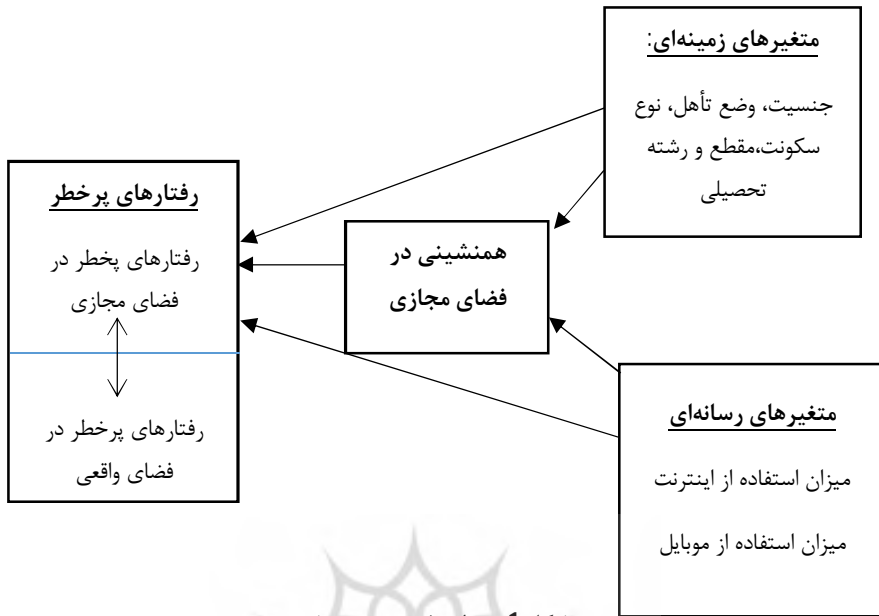 متغیرهای زمینه‌ای:
جنسیت، وضع تأهل، نوع
سکونت،مقطع و رشته
تحصیلی
رفتارهای پرخطر
رفتارهای پخطر در
فضای مجازی
رفتارهای پرخطر در
فضای واقعی
همنشینی در
فضای مجازی
متغیرهای رسانه‌ای
میزان استفاده از اینترنت
میزان استفاده از موبایل